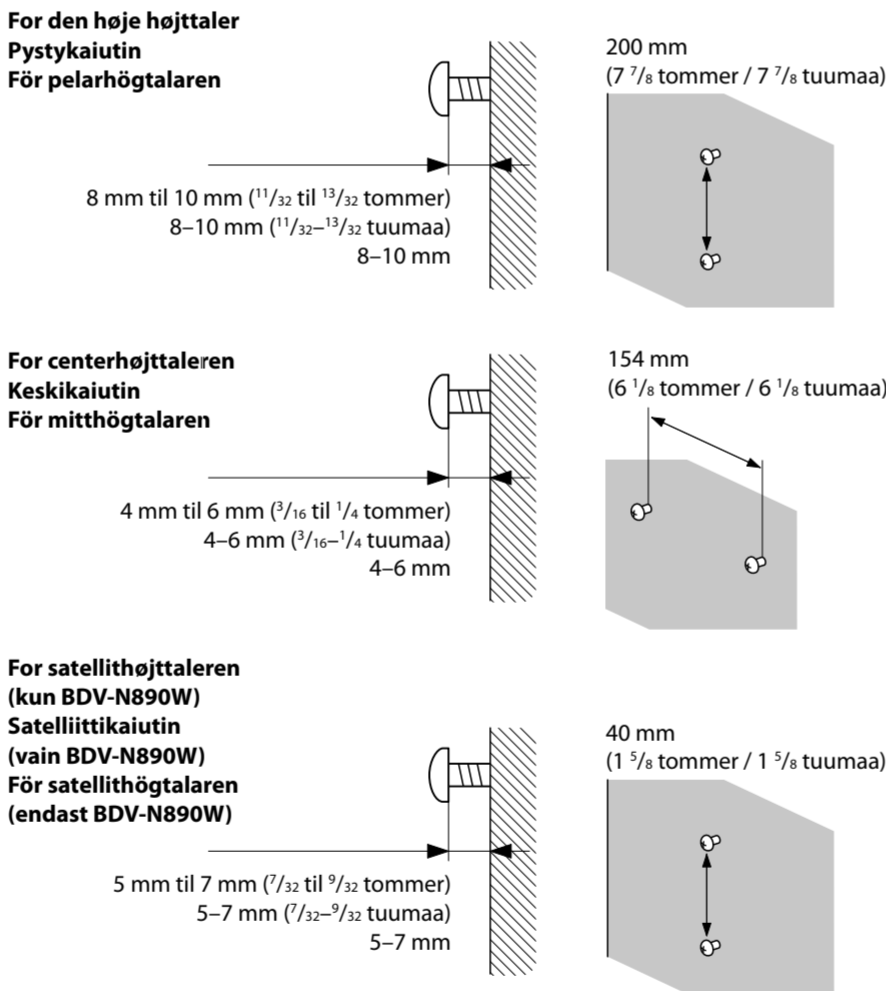 For den høje højttaler
Pystykaiutin
För pelarhögtalaren
8 mm til 10 mm (11/32 til 13/32 tommer)
8–10 mm (11/32–13/32 tuumaa)
8–10 mm
200 mm
(7 7/8 tommer / 7 7/8 tuumaa)
For centerhøjttaleren
Keskikaiutin
För mitthögtalaren
4 mm til 6 mm (3/16 til 1/4 tommer)
4–6 mm (3/16–1/4 tuumaa)
4–6 mm
154 mm
(6 1/8 tommer / 6 1/8 tuumaa)
For satellithøjttaleren
(kun BDV-N890W)
Satelliittikaiutin
(vain BDV-N890W)
För satellithögtalaren
(endast BDV-N890W)
5 mm til 7 mm (7/32 til 9/32 tommer)
5–7 mm (7/32–9/32 tuumaa)
5–7 mm
40 mm
(1 5/8 tommer / 1 5/8 tuumaa)